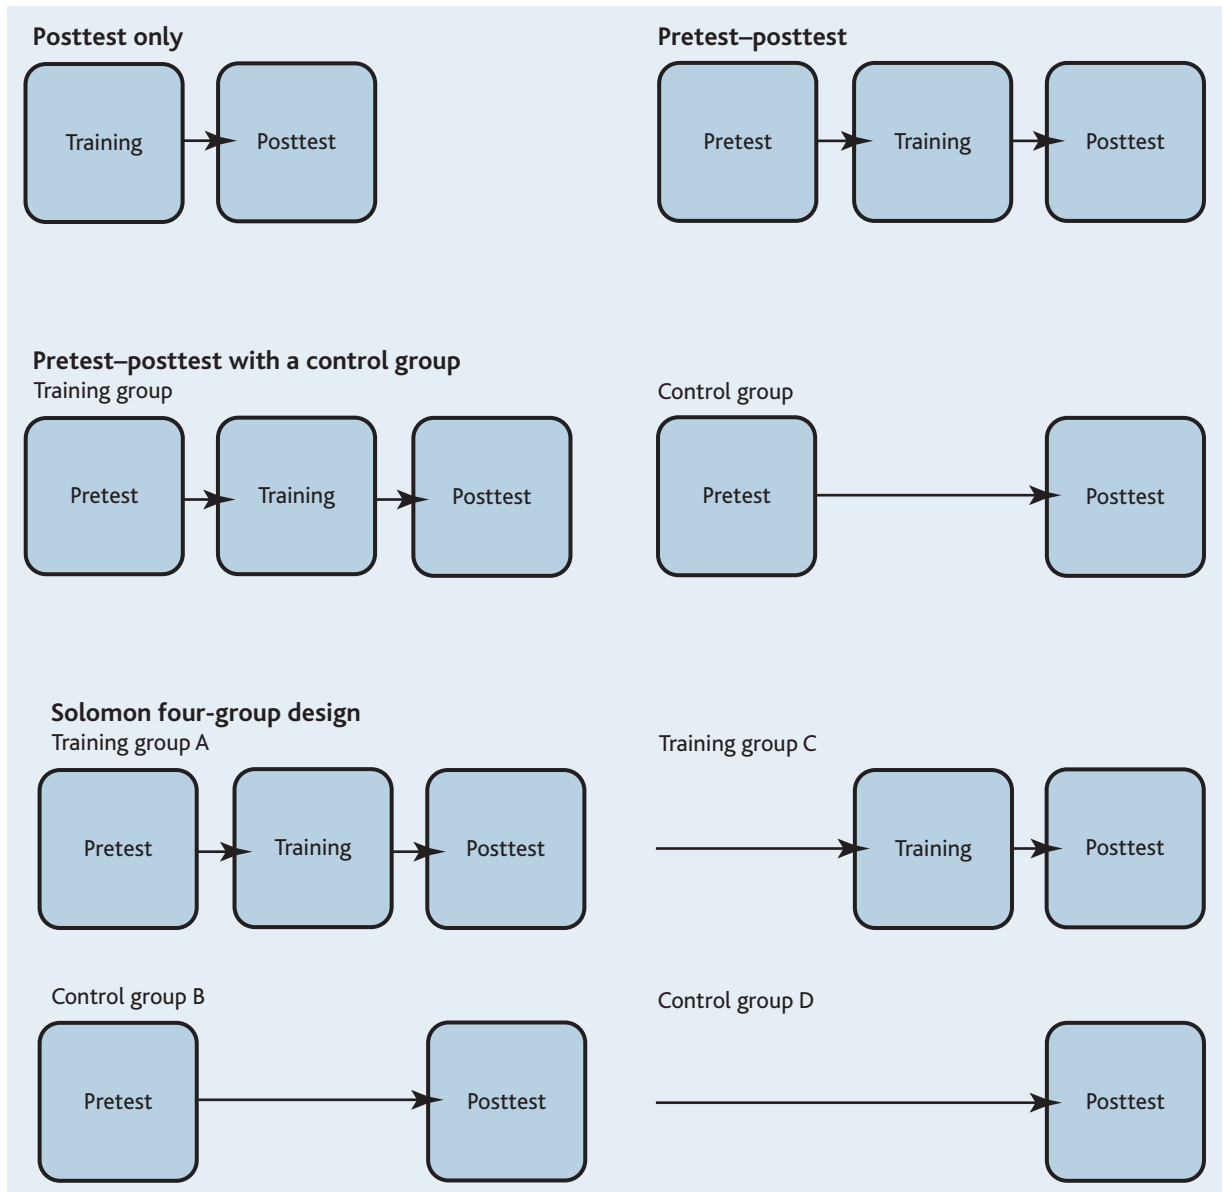 Posttest only
Training
Posttest
Pretest–posttest
Pretest
Training
Posttest
Pretest–posttest with a control group
Training group
Pretest
Training
Posttest
Control group
Pretest
Posttest
Solomon four-group design
Training group A
Pretest
Training
Posttest
Training group C
Training
Posttest
Control group B
Pretest
Posttest
Control group D
Posttest